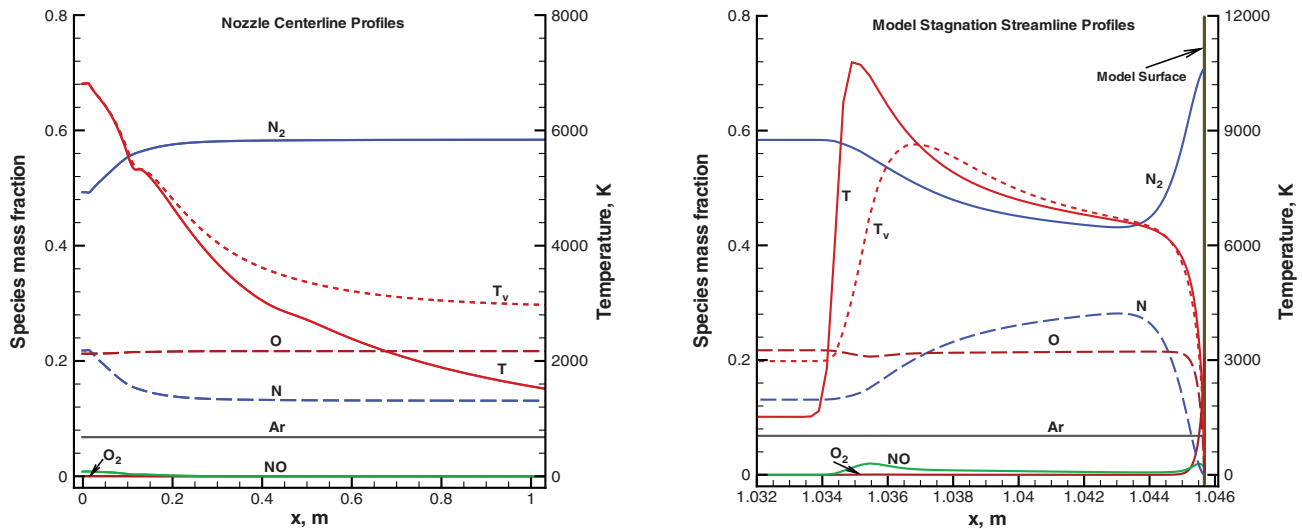 Nozzle Centerline Profiles
Species mass fraction
0.8
0.6
0.4
0.2
0
8000
6000
4000
2000
0
Temperature, K
N2
Tv
O
T
N
Ar
O2
NO
0 0.2 0.4 0.6 0.8 1
x, m
Model Stagnation Streamline Profiles
Species mass fraction
0.8
0.6
0.4
0.2
0
12000
9000
6000
3000
0
Temperature, K
Model Surface
N2
T
Tv
N
O
Ar
O2
NO
1.032 1.034 1.036 1.038 1.04 1.042 1.044 1.046
x, m